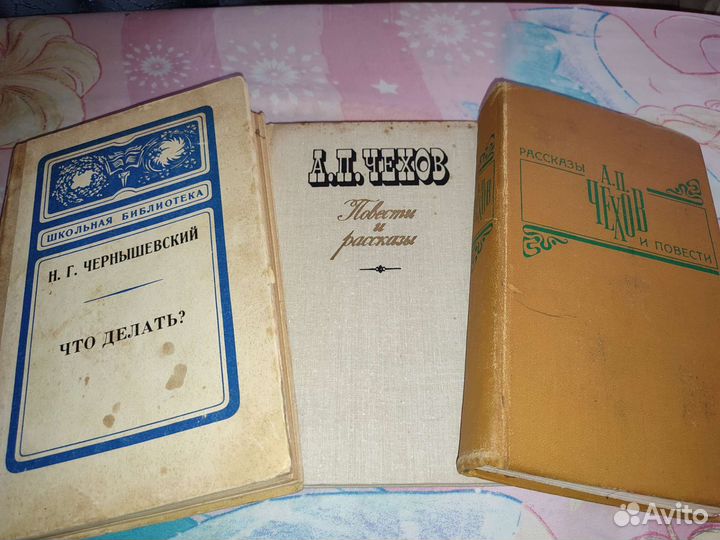 ШКОЛЬНАЯ БИБЛИОТЕКА
Н. Г. ЧЕРНЫШЕВСКИЙ
ЧТО ДЕЛАТЬ?
А.П. ЧЕХОВ
Повести
и
рассказы
РАССКАЗЫ
А.П.
ЧЕХОВ
И ПОВЕСТИ
Avito